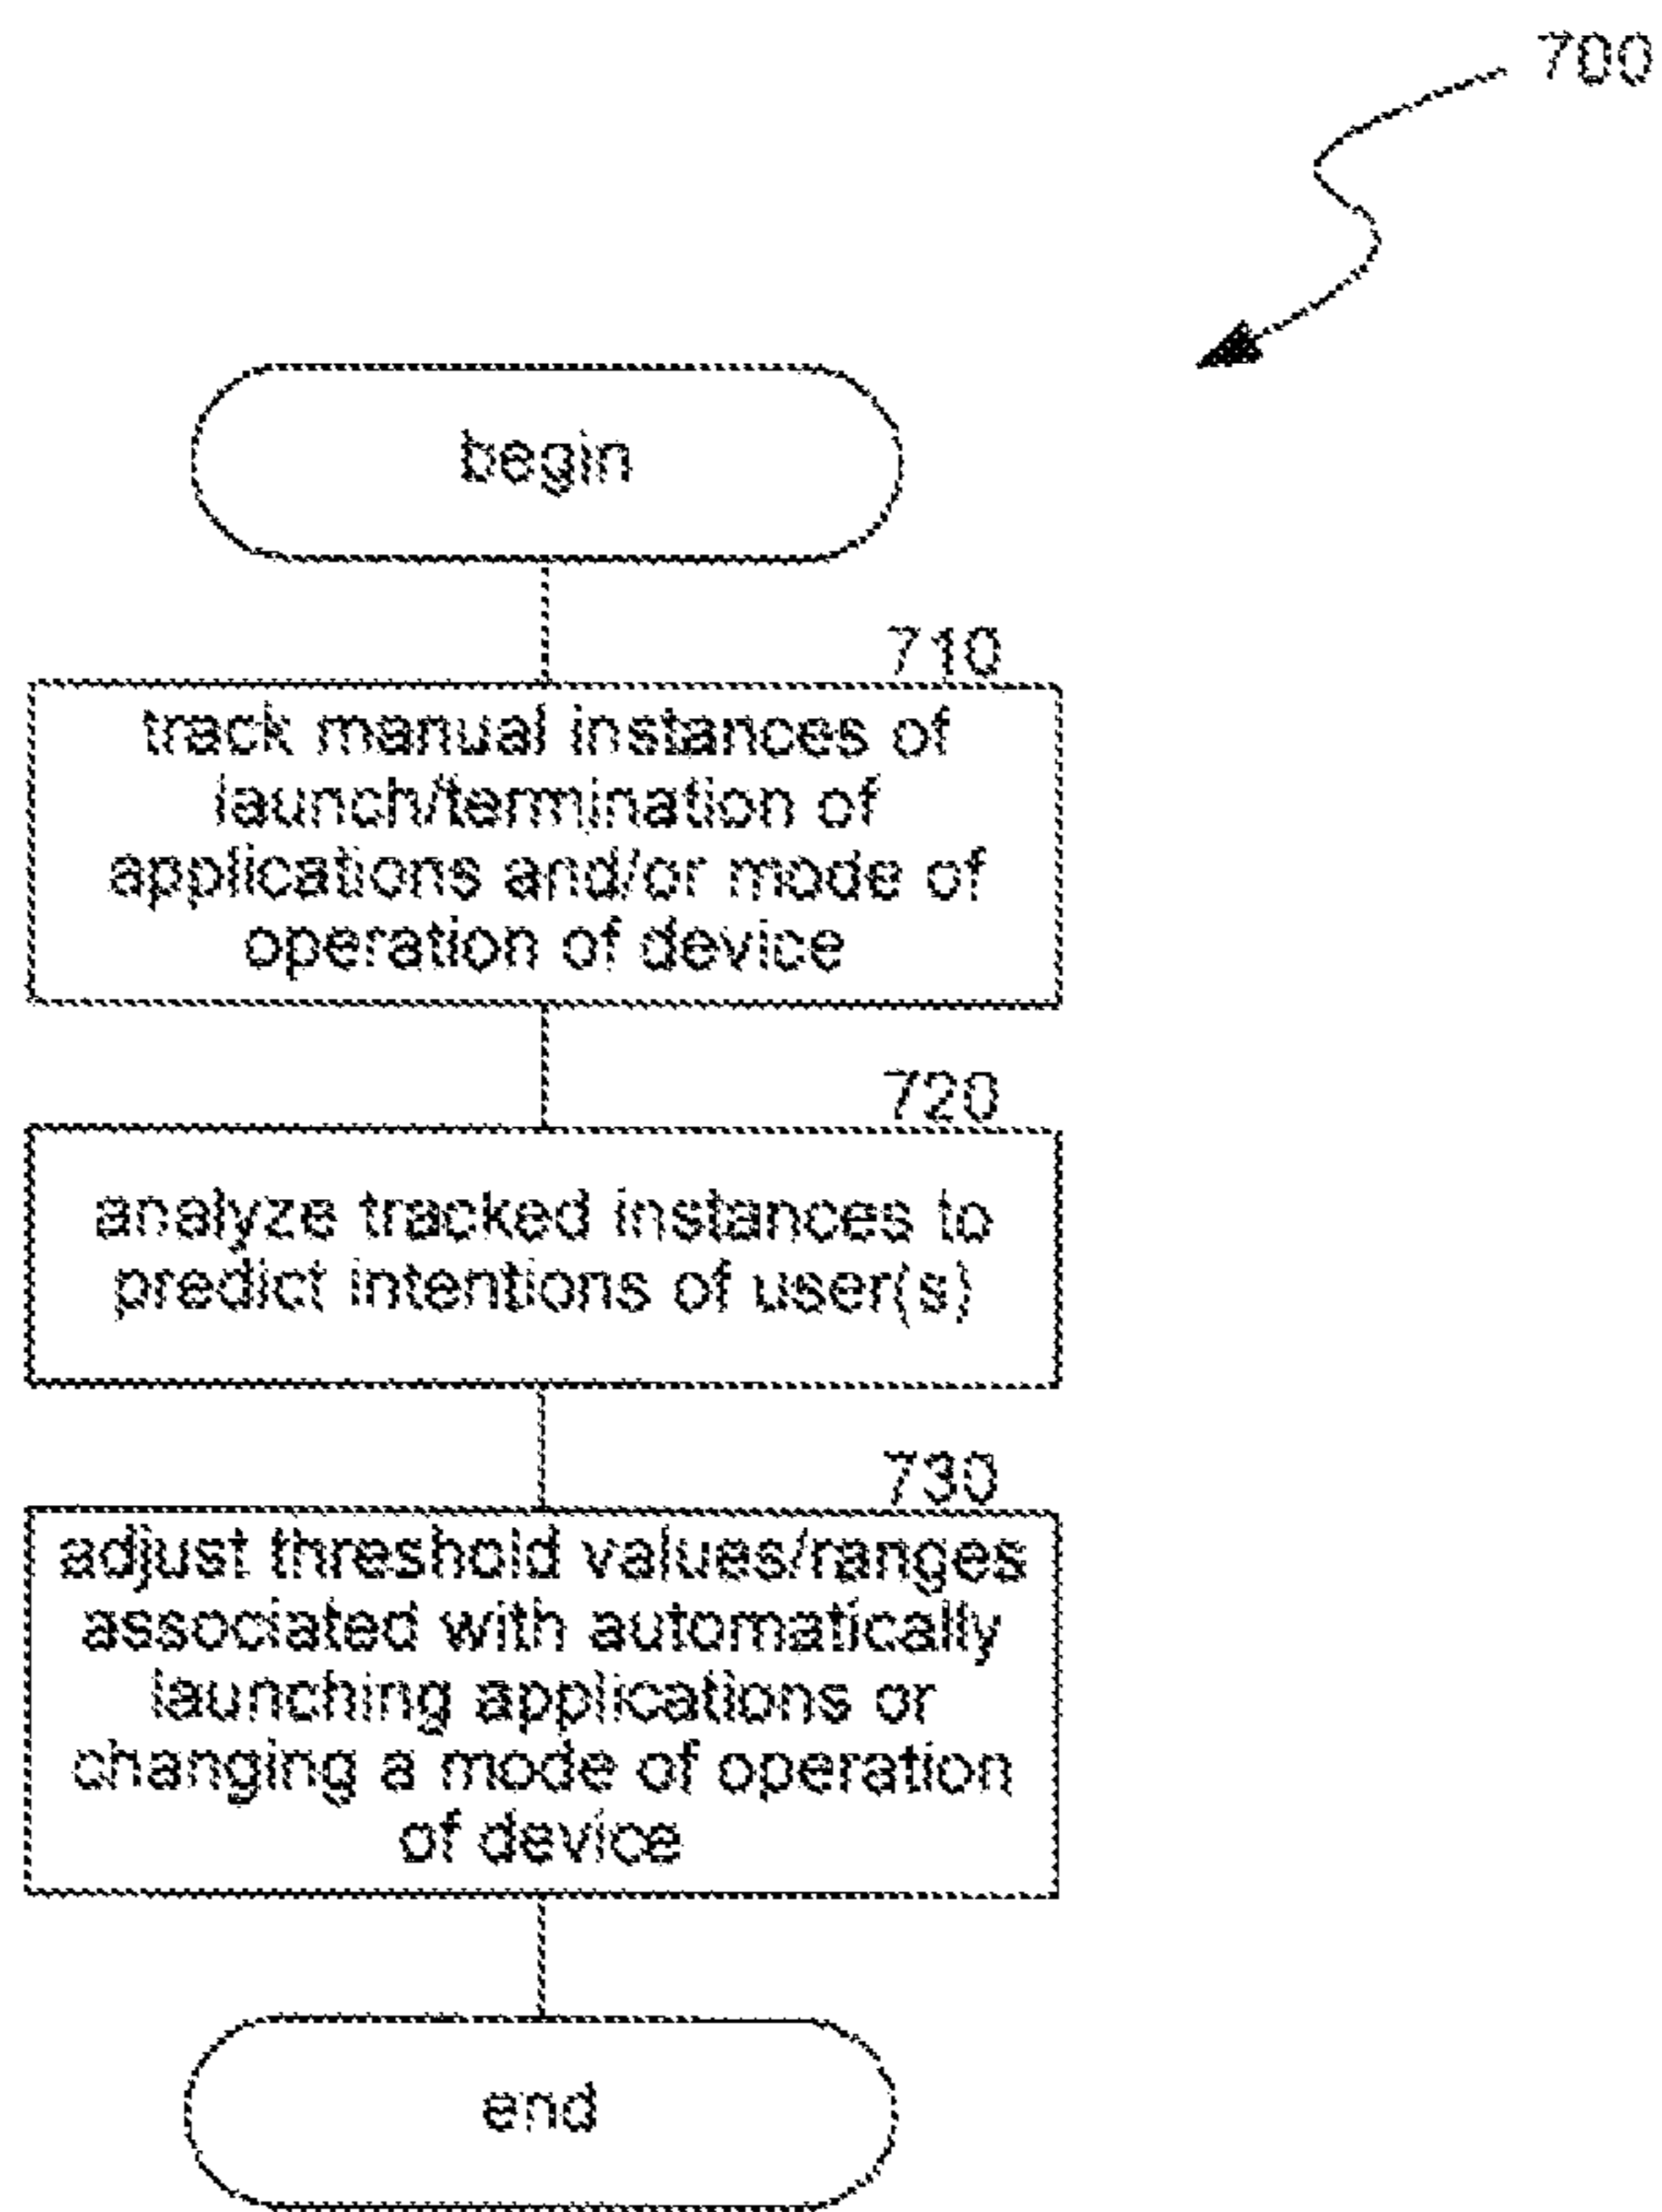 700
begin
710
track manual instances of
launch/termination of
applications and/or mode of
operation of device
720
analyze tracked instances to
predict intentions of user(s)
730
adjust threshold values/ranges
associated with automatically
launching applications or
changing a mode of operation
of device
end